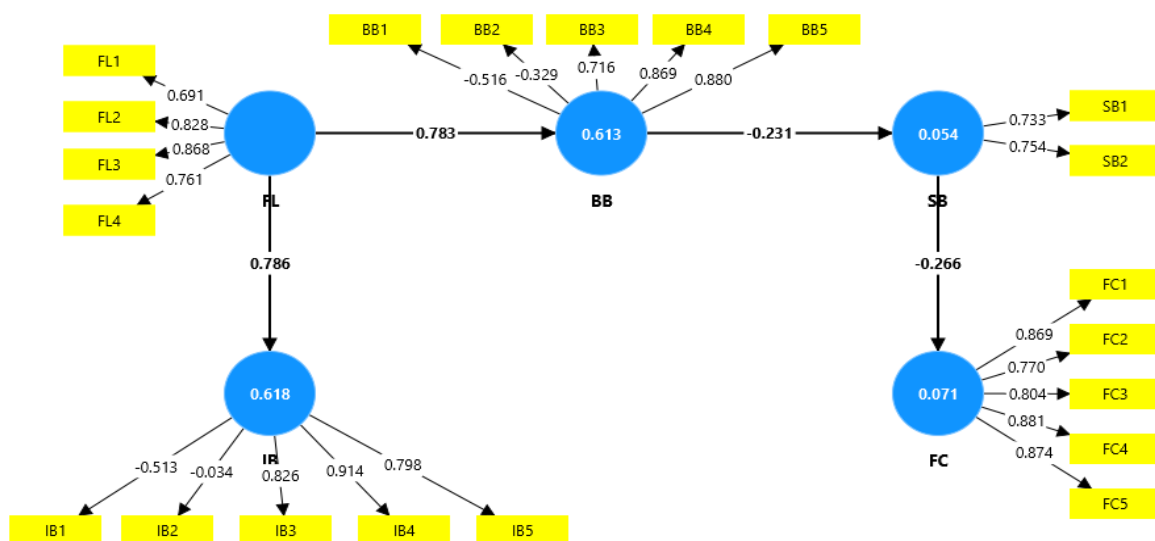 BB1
BB2
BB3
BB4
BB5
FL1
FL2
FL3
FL4
0.691
0.828
0.868
0.761
-0.516
-0.329
0.716
0.869
0.880
SB1
SB2
0.733
0.754
0.783
0.613
-0.231
0.054
FL
BB
SB
0.786
-0.266
FC1
FC2
FC3
FC4
FC5
0.869
0.770
0.804
0.881
0.874
0.618
0.071
IB
FC
-0.513
-0.034
0.826
0.914
0.798
IB1
IB2
IB3
IB4
IB5